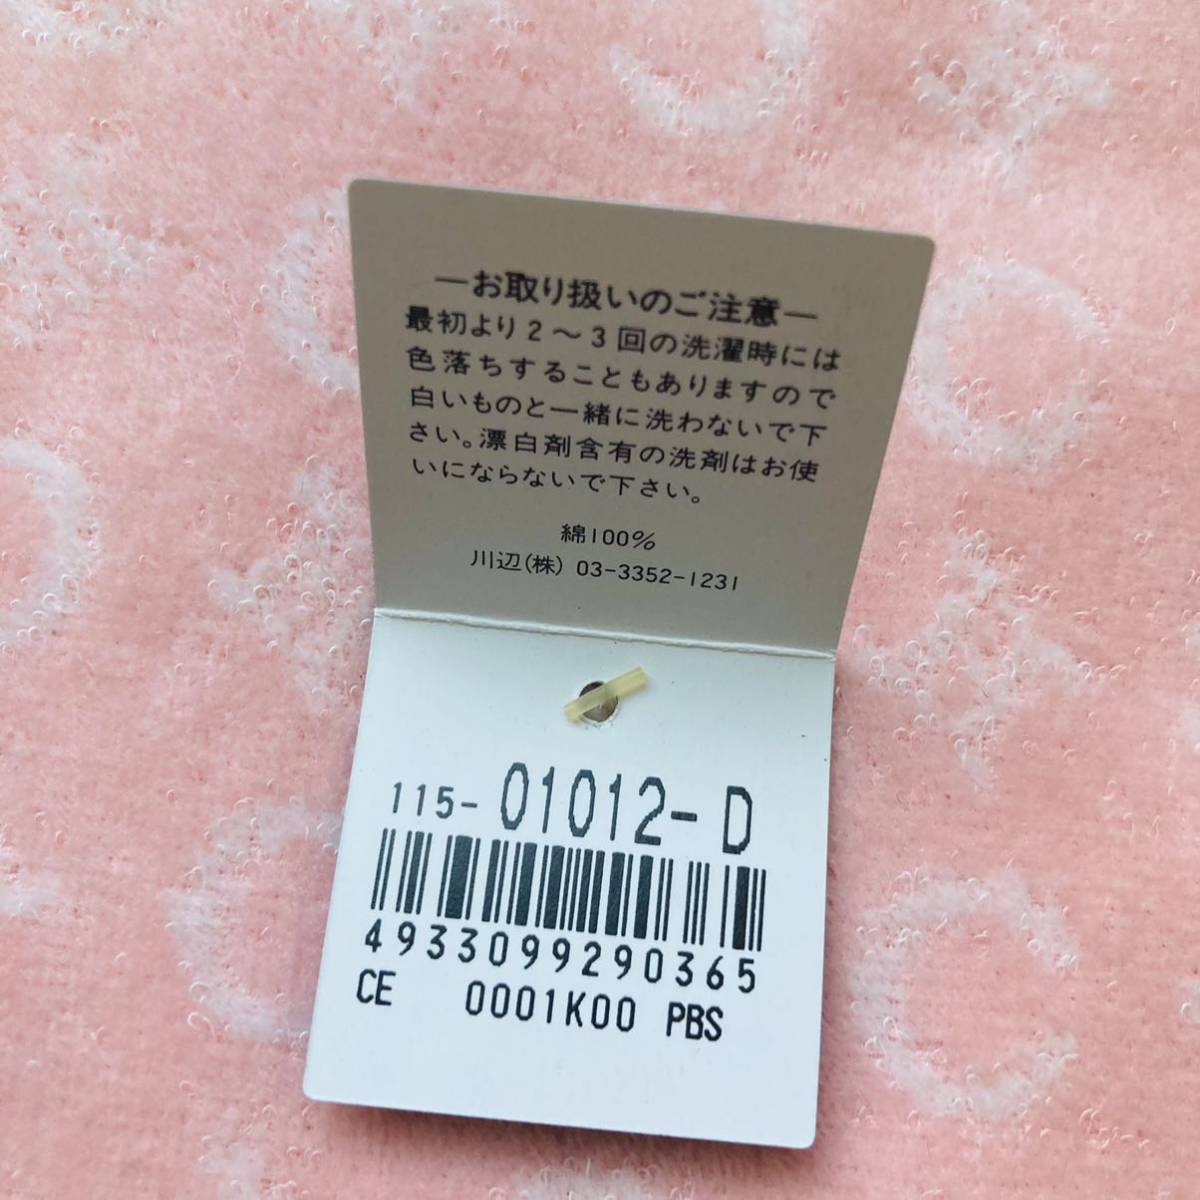 ―お取り扱いのご注意―
最初より2～3回の洗濯時には
色落ちすることもありますので
白いものと一緒に洗わないで下
さい。漂白剤含有の洗剤はお使
いにならないで下さい。
綿100%
川辺(株) 03-3352-1231
115-01012-D
4933099290365
CE 0001K00 PBS